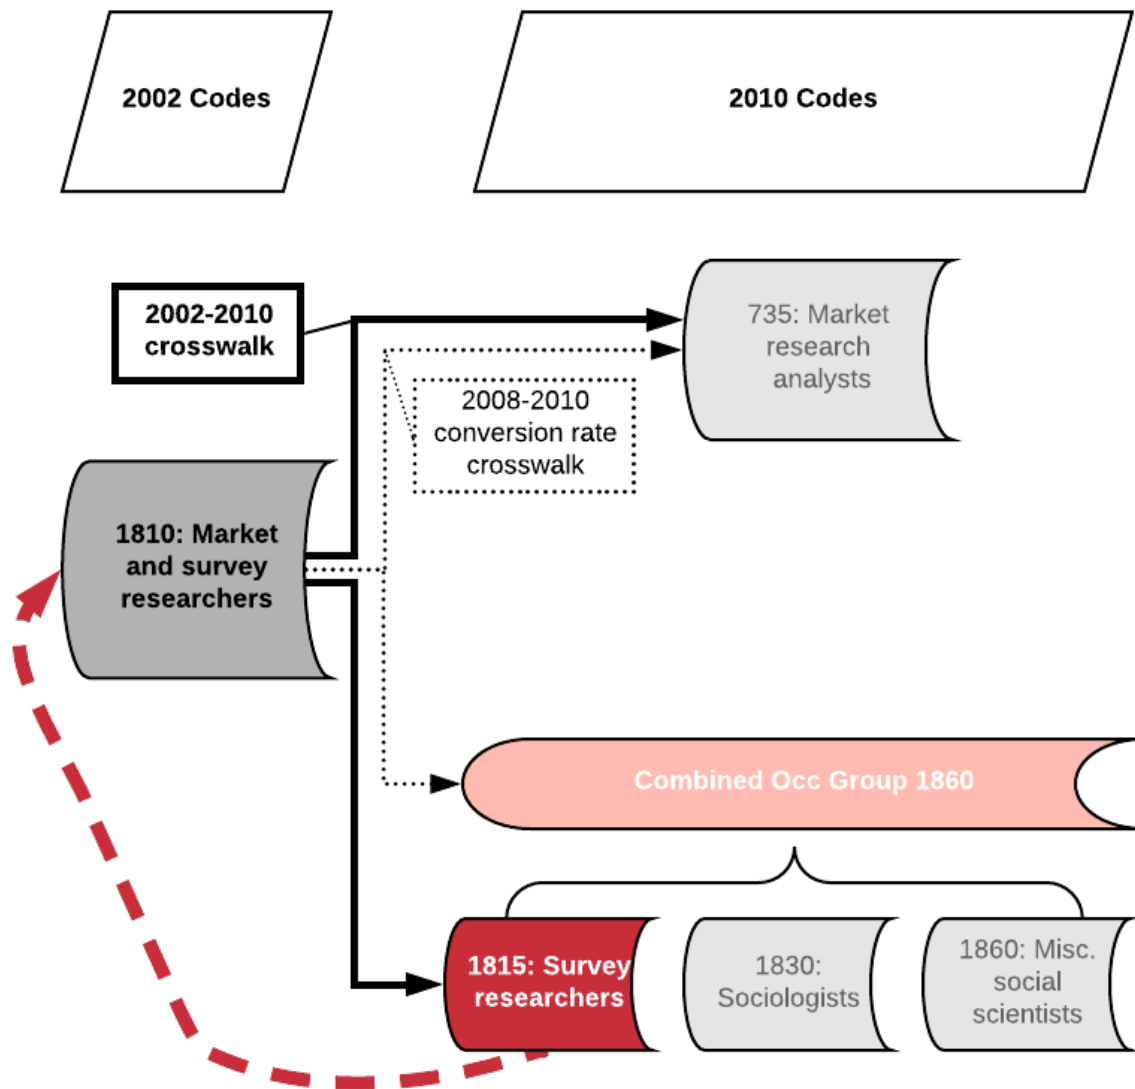 2002 Codes
2010 Codes
2002-2010
crosswalk
735: Market
research
analysts
2008-2010
conversion rate
crosswalk
1810: Market
and survey
researchers
Combined Occ Group 1860
1815: Survey
researchers
1830:
Sociologists
1860: Misc.
social
scientists